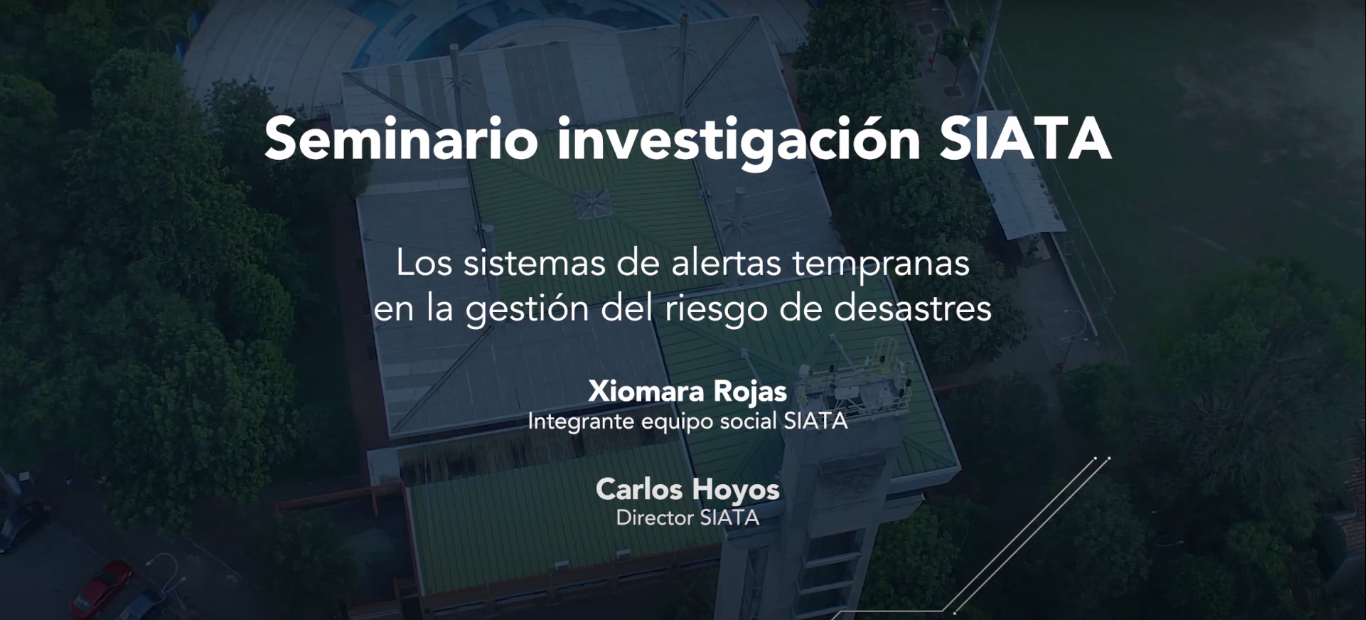 Seminario investigación SIATA
Los sistemas de alertas tempranas
en la gestión del riesgo de desastres
Xiomara Rojas
Integrante equipo social SIATA
Carlos Hoyos
Director SIATA